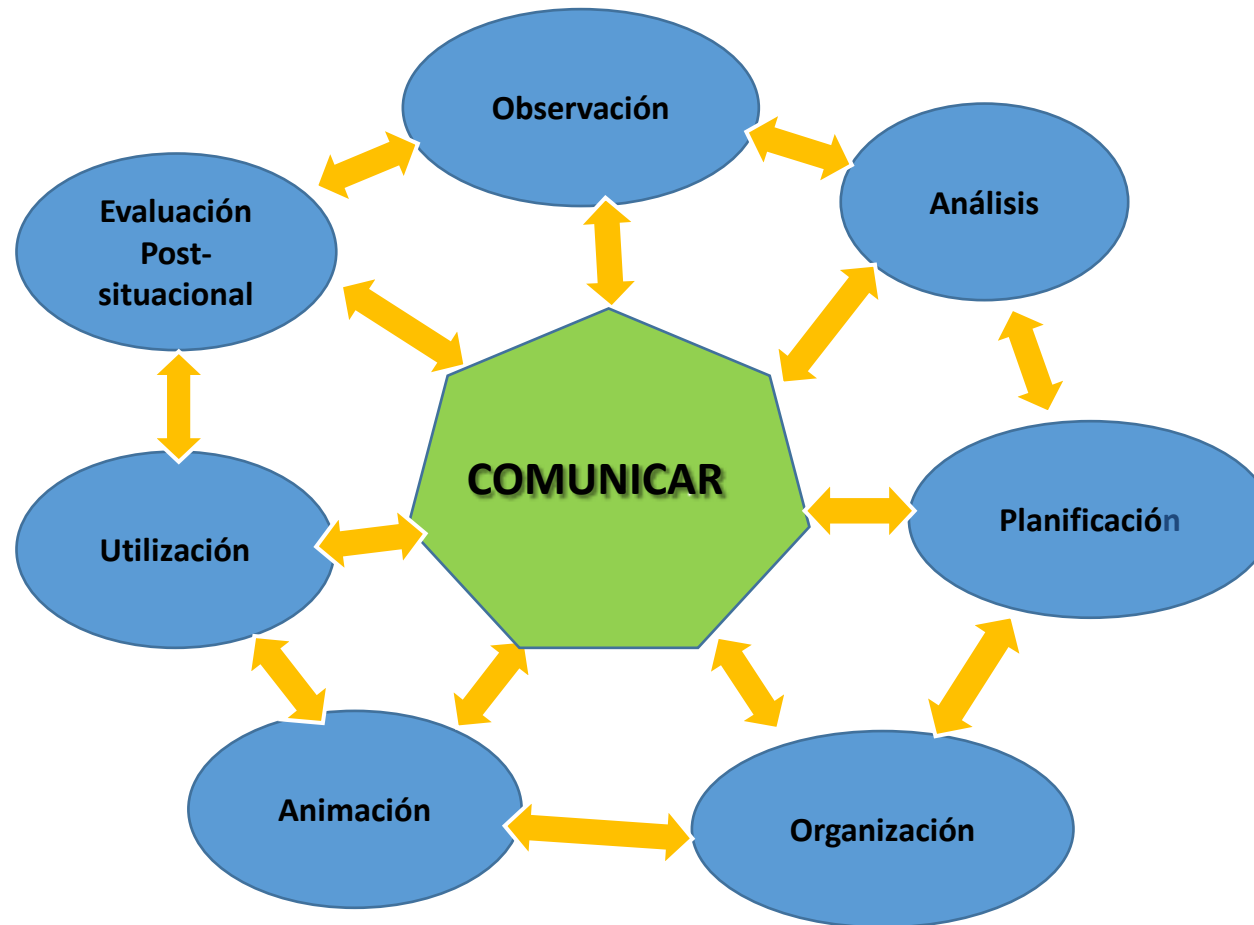 Observación
Análisis
Evaluación
Post-
situacional
COMUNICAR
Planificación
Utilización
Animación
Organización